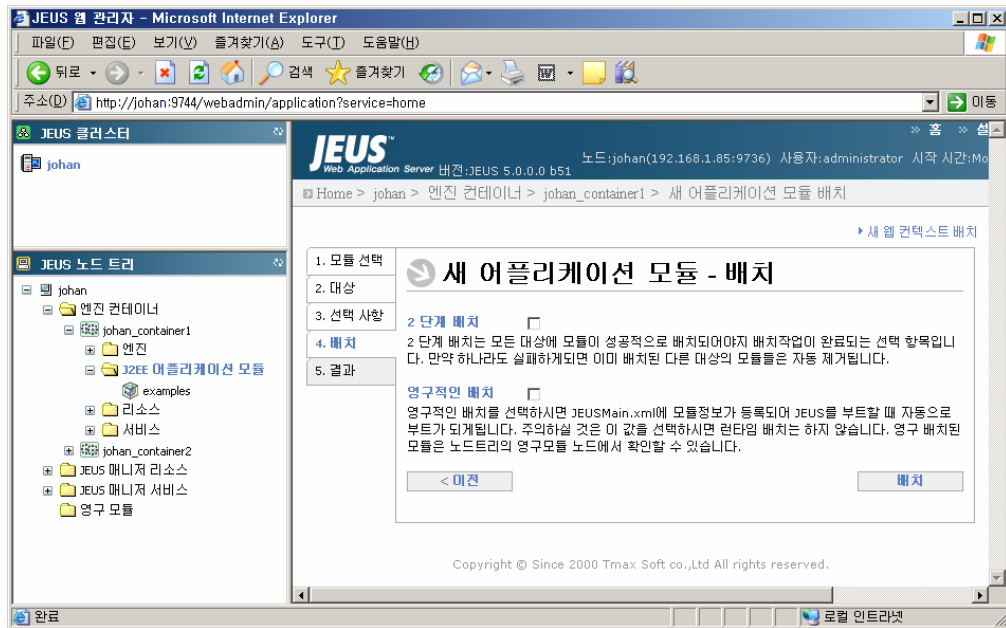 JEUS 웹 관리자 - Microsoft Internet Explorer
파일(F) 편집(E) 보기(V) 즐겨찾기(A) 도구(T) 도움말(H)
뒤로 검색 즐겨찾기
주소(D) http://johan:9744/webadmin/application?service=home 이동
JEUS 클러스터
johan
JEUS 노드 트리
johan
엔진 컨테이너
johan_container1
엔진
J2EE 어플리케이션 모듈
examples
리소스
서비스
johan_container2
JEUS 매니저 리소스
JEUS 매니저 서비스
영구 모듈
» 홈 » 설
JEUS™
Web Application Server 버전:JEUS 5.0.0.0 b51
노드:johan(192.168.1.85:9736) 사용자:administrator 시작 시간:Mo
Home > johan > 엔진 컨테이너 > johan_container1 > 새 어플리케이션 모듈 배치
새 웹 컨텍스트 배치
1. 모듈 선택
2. 대상
3. 선택 사항
4. 배치
5. 결과
새 어플리케이션 모듈 - 배치
2 단계 배치
2 단계 배치는 모든 대상에 모듈이 성공적으로 배치되어야지 배치작업이 완료되는 선택 항목입니
다. 만약 하나라도 실패하게되면 이미 배치된 다른 대상의 모듈들은 자동 제거됩니다.
영구적인 배치
영구적인 배치를 선택하시면 JEUSMain.xml에 모듈정보가 등록되어 JEUS를 부트할 때 자동으로
부트가 되게됩니다. 주의하실 것은 이 값을 선택하시면 런타임 배치는 하지 않습니다. 영구 배치된
모듈은 노드트리의 영구모듈 노드에서 확인할 수 있습니다.
< 이전 배치
Copyright © Since 2000 Tmax Soft co.,Ltd All rights reserved.
완료 로컬 인트라넷